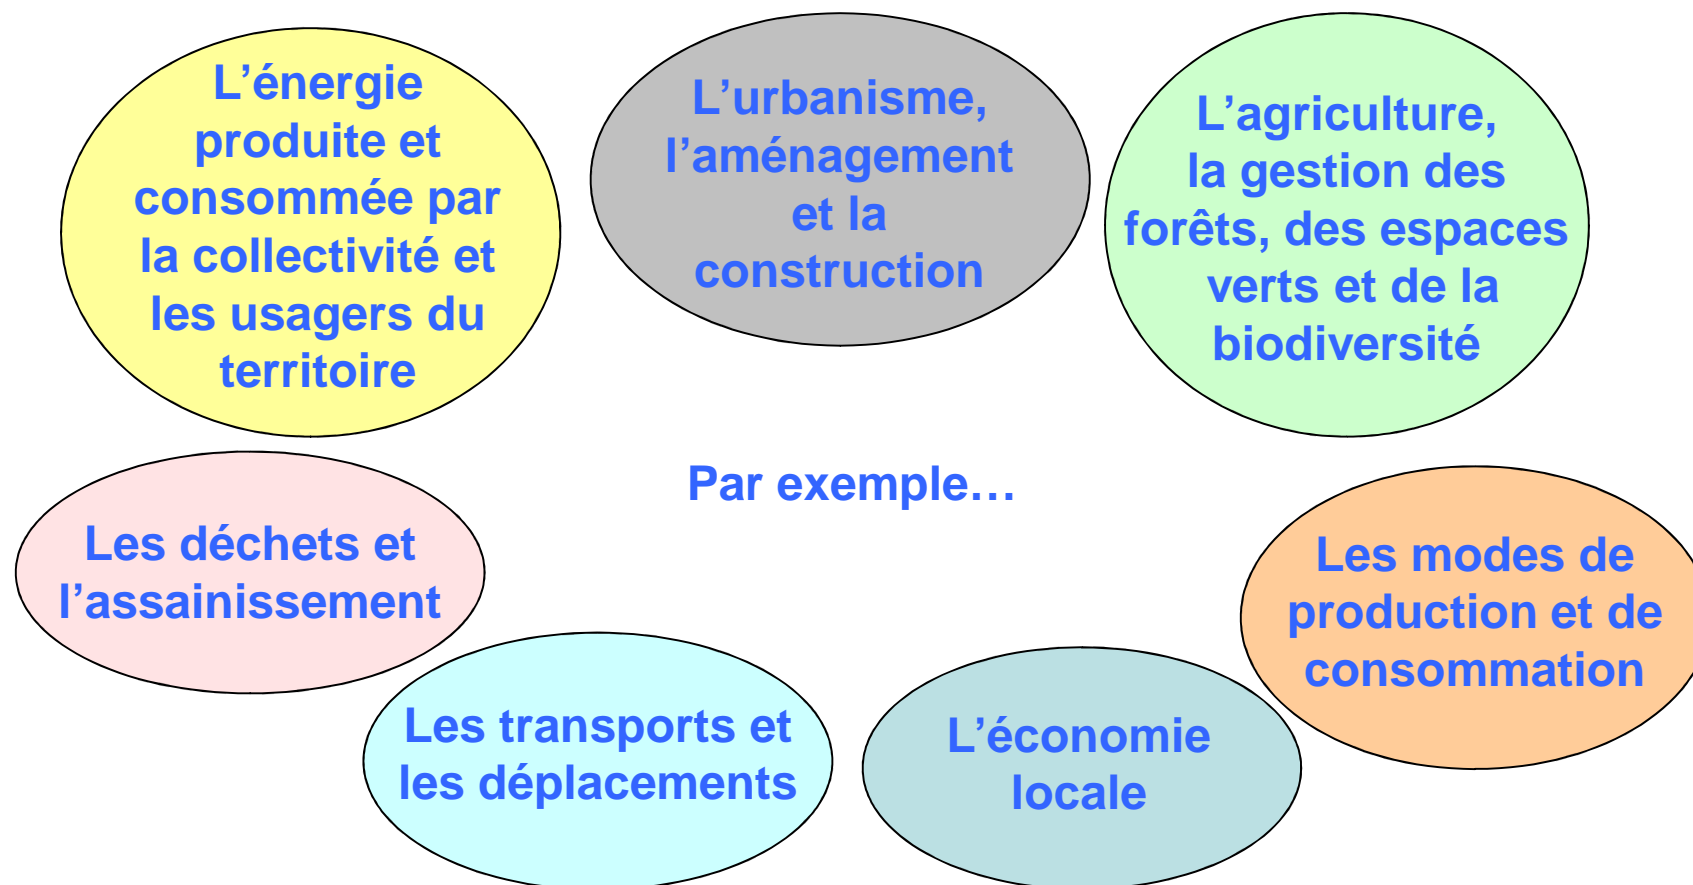 L’énergie
produite et
consommée par
la collectivité et
les usagers du
territoire
L’urbanisme,
l’aménagement
et la
construction
L’agriculture,
la gestion des
forêts, des espaces
verts et de la
biodiversité
Par exemple…
Les déchets et
l’assainissement
Les modes de
production et de
consommation
Les transports et
les déplacements
L’économie
locale